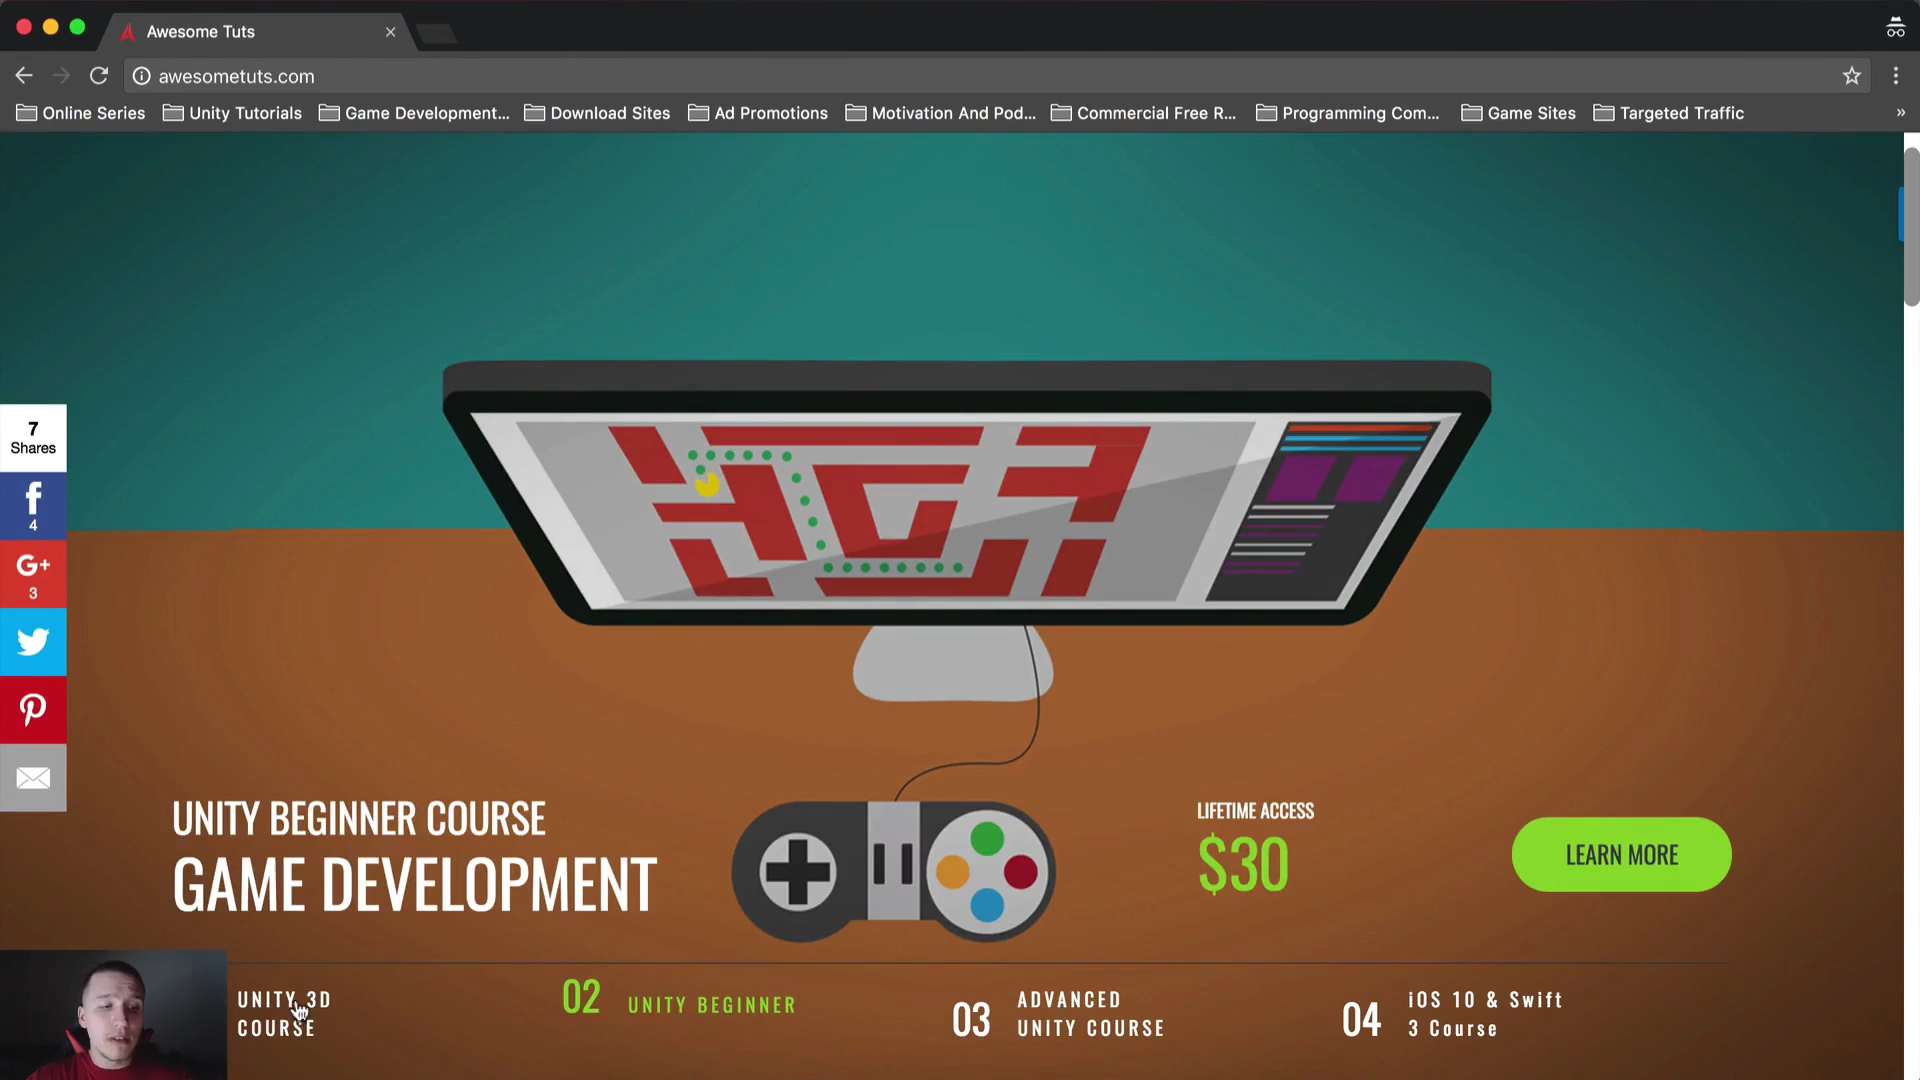 Awesome Tuts
awesometuts.com
Online Series
Unity Tutorials
Game Development...
Download Sites
Ad Promotions
Motivation And Pod...
Commercial Free R...
Programming Com...
Game Sites
Targeted Traffic
»
7
Shares
4
G+
3
UNITY BEGINNER COURSE
GAME DEVELOPMENT
LIFETIME ACCESS
$30
LEARN MORE
UNITY 3D
COURSE
02 UNITY BEGINNER
03 ADVANCED
UNITY COURSE
04 iOS 10 & Swift
3 Course